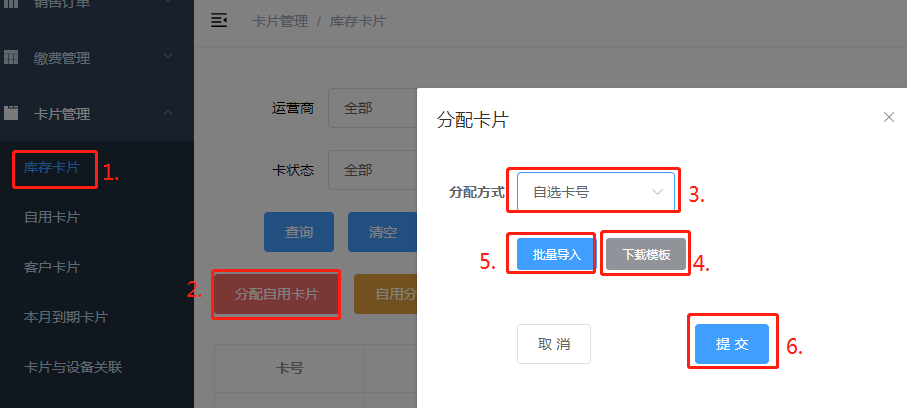 销售订单
缴费管理
卡片管理
库存卡片
1.
自用卡片
客户卡片
本月到期卡片
卡片与设备关联
卡片管理 / 库存卡片
运营商 全部
卡状态 全部
查询 清空
2. 分配自用卡片 自用分
卡号
分配卡片
分配方式 自选卡号 3.
5. 批量导入 下载模板 4.
取 消 提 交 6.